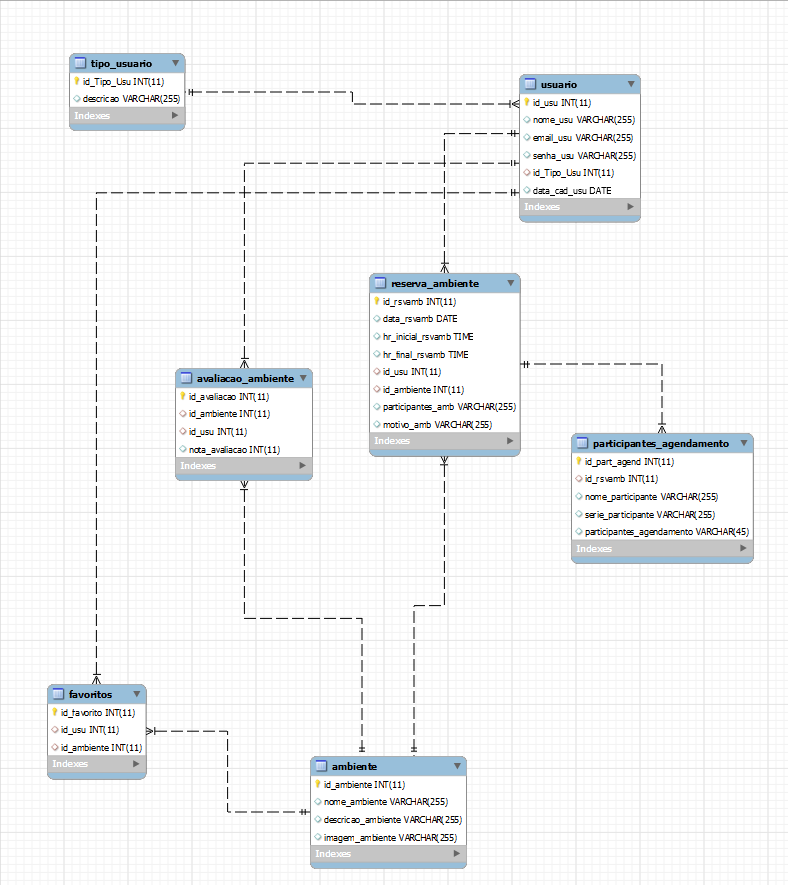 tipo_usuario
id_Tipo_Usu INT(11)
descricao VARCHAR(255)
Indexes
usuario
id_usu INT(11)
nome_usu VARCHAR(255)
email_usu VARCHAR(255)
senha_usu VARCHAR(255)
id_Tipo_Usu INT(11)
data_cad_usu DATE
Indexes
reserva_ambiente
id_rsvamb INT(11)
data_rsvamb DATE
hr_inicial_rsvamb TIME
hr_final_rsvamb TIME
id_usu INT(11)
id_ambiente INT(11)
participantes_amb VARCHAR(255)
motivo_amb VARCHAR(255)
Indexes
avaliacao_ambiente
id_avaliacao INT(11)
id_ambiente INT(11)
id_usu INT(11)
nota_avaliacao INT(11)
Indexes
participantes_agendamento
id_part_agend INT(11)
id_rsvamb INT(11)
nome_participante VARCHAR(255)
serie_participante VARCHAR(255)
participantes_agendamento VARCHAR(45)
Indexes
favoritos
id_favorito INT(11)
id_usu INT(11)
id_ambiente INT(11)
Indexes
ambiente
id_ambiente INT(11)
nome_ambiente VARCHAR(255)
descricao_ambiente VARCHAR(255)
imagem_ambiente VARCHAR(255)
Indexes